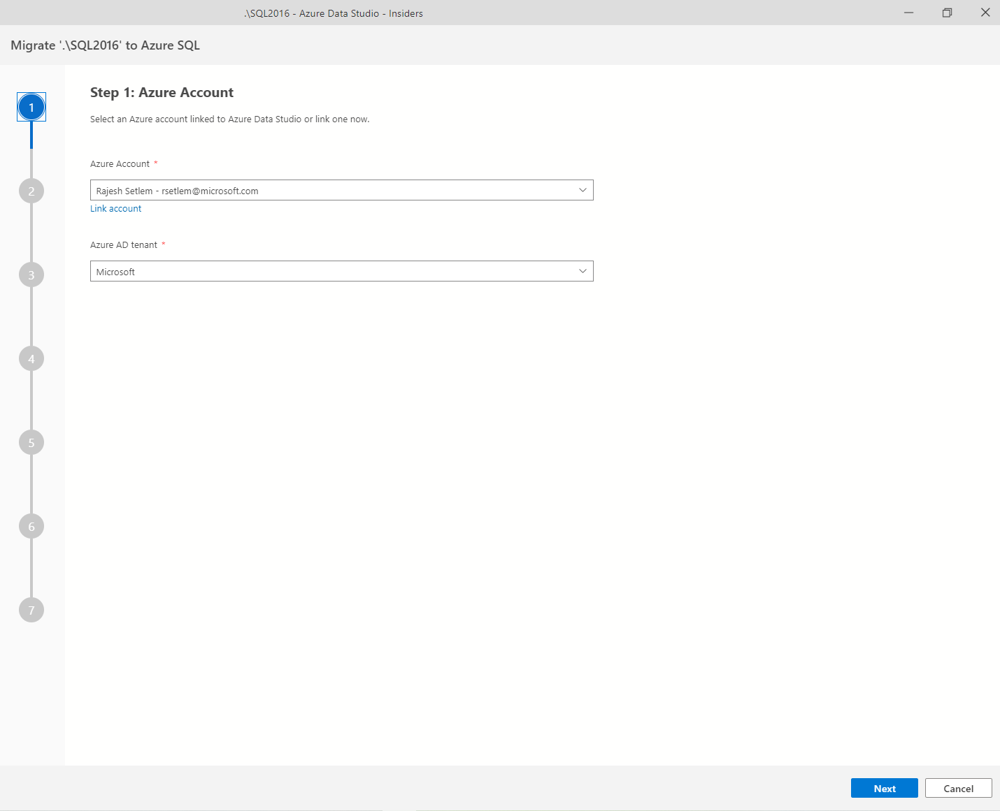 .\SQL2016 - Azure Data Studio - Insiders
Migrate '.\SQL2016' to Azure SQL
1
2
3
4
5
6
7
Step 1: Azure Account
Select an Azure account linked to Azure Data Studio or link one now.
Azure Account *
Rajesh Setlem - rsetlem@microsoft.com
Link account
Azure AD tenant *
Microsoft
Next
Cancel